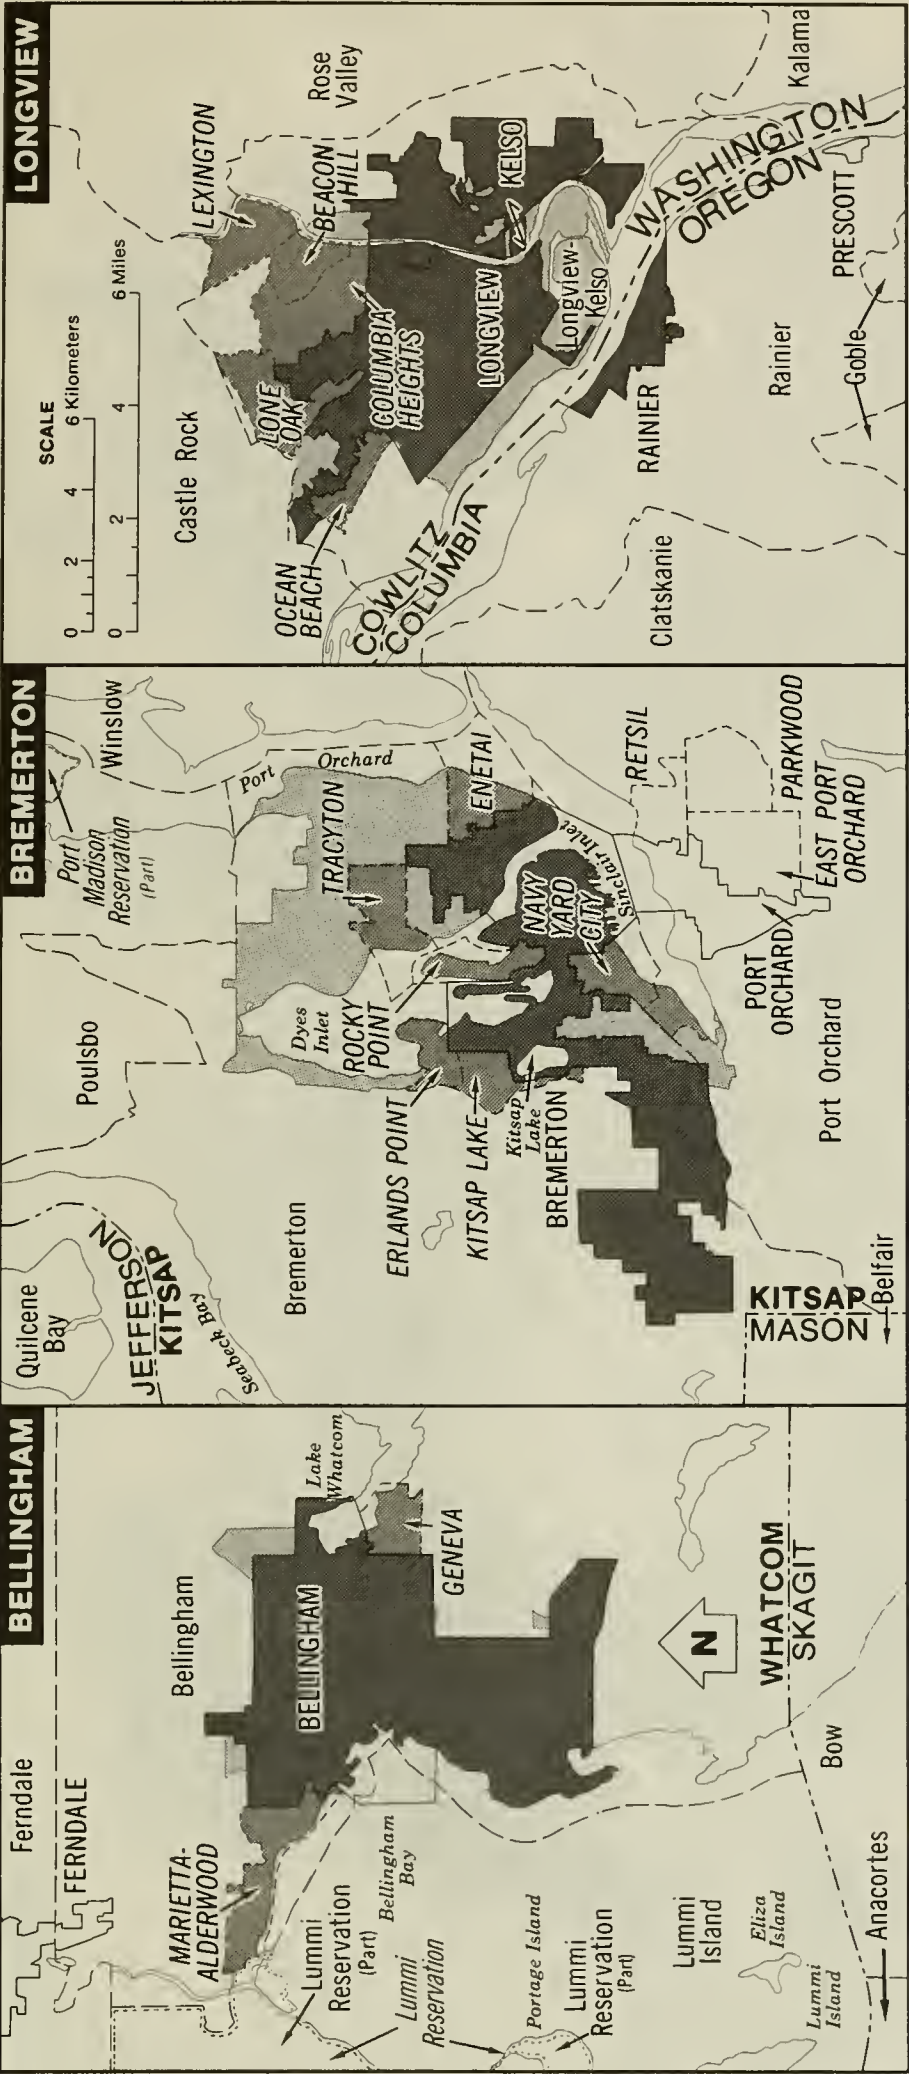 BELLINGHAM
Ferndale
FERNDALE
Bellingham
MARIETTA-
ALDERWOOD
BELLINGHAM
Lake
Whatcom
GENEVA
Lummi
Reservation
(Part)
Bellingham
Bay
Lummi
Reservation
Portage Island
Lummi
Reservation
(Part)
N
Lummi
Island
Eliza
Island
Lummi
Island
WHATCOM
SKAGIT
Bow
Anacortes
BREMERTON
Quilcene
Bay
JEFFERSON
KITSAP
Seabeck Bay
Poulsbo
Port
Madison
Reservation
(Part)
Winslow
Port
Orchard
TRACYTON
Dyes
Inlet
ROCKY
POINT
ENETAI
Bremerton
ERLANDS POINT
KITSAP LAKE
Kitsap
Lake
BREMERTON
NAVY
YARD
CITY
Sinclair Inlet
RETSIL
PARKWOOD
EAST PORT
ORCHARD
PORT
ORCHARD
Port Orchard
KITSAP
MASON
Belfair
LONGVIEW
SCALE
0 2 4 6 Kilometers
0 2 4 6 Miles
Castle Rock
LEXINGTON
Rose
Valley
BEACON
HILL
LONE
OAK
COLUMBIA
HEIGHTS
OCEAN
BEACH
LONGVIEW
KELSO
Longview-
Kelso
COWLITZ
COLUMBIA
WASHINGTON
OREGON
Kalama
RAINIER
Clatskanie
Rainier
PRESCOTT
Goble